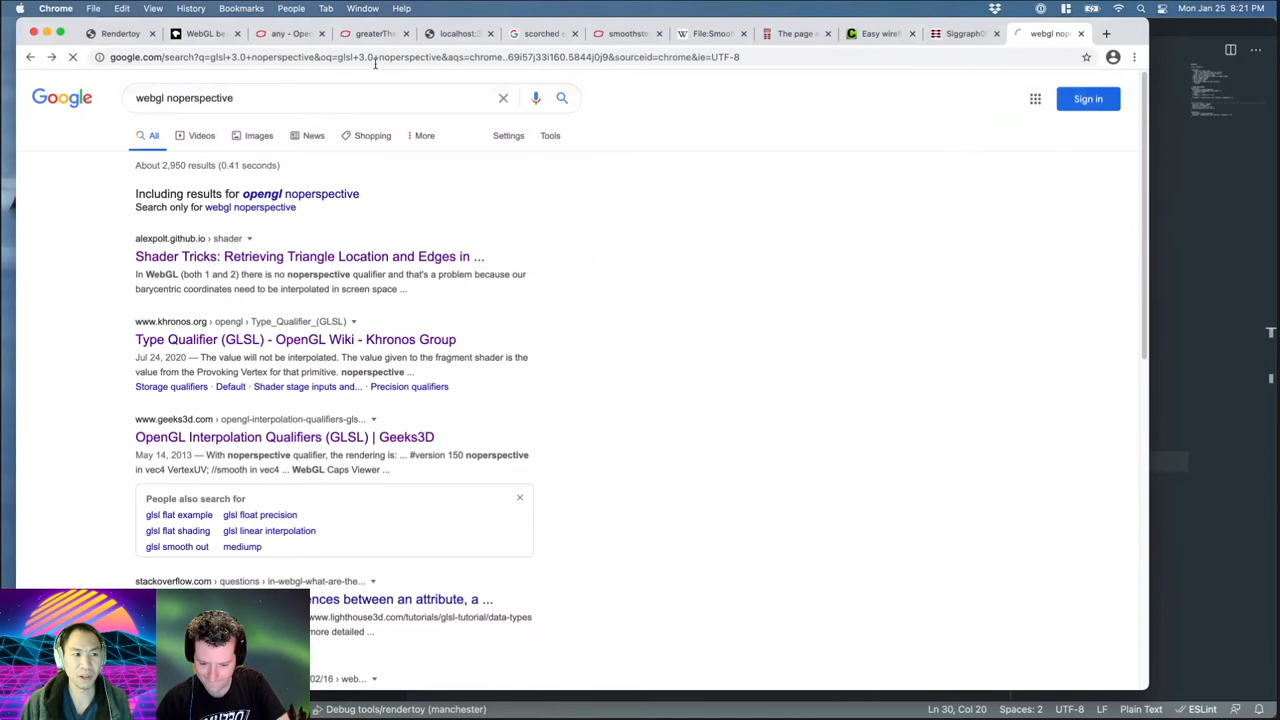 Chrome File Edit View History Bookmarks People Tab Window Help Mon Jan 25 8:21 PM
Rendertoy WebGL be any - Open greaterThe localhost:3 scorched smoothste File:Smoo The page a Easy wiref Siggraph0 webgl nope
google.com/search?q=glsl+3.0+noperspective&oq=glsl+3.0+noperspective&aqs=chrome..69i57j33i160.5844j0j9&sourceid=chrome&ie=UTF-8
Google webgl noperspective Sign in
All Videos Images News Shopping More Settings Tools
About 2,950 results (0.41 seconds)
Including results for opengl noperspective
Search only for webgl noperspective
alexpolt.github.io › shader
Shader Tricks: Retrieving Triangle Location and Edges in ...
In WebGL (both 1 and 2) there is no noperspective qualifier and that's a problem because our
barycentric coordinates need to be interpolated in screen space ...
www.khronos.org › opengl › Type_Qualifier_(GLSL)
Type Qualifier (GLSL) - OpenGL Wiki - Khronos Group
Jul 24, 2020 — The value will not be interpolated. The value given to the fragment shader is the
value from the Provoking Vertex for that primitive. noperspective ...
Storage qualifiers · Default · Shader stage inputs and... · Precision qualifiers
www.geeks3d.com › opengl-interpolation-qualifiers-gls...
OpenGL Interpolation Qualifiers (GLSL) | Geeks3D
May 14, 2013 — With noperspective qualifier, the rendering is: ... #version 150 noperspective
in vec4 VertexUV; //smooth in vec4 ... WebGL Caps Viewer ...
People also search for
glsl flat example glsl float precision
glsl flat shading glsl linear interpolation
glsl smooth out mediump
stackoverflow.com › questions › in-webgl-what-are-the...
ences between an attribute, a ...
www.lighthouse3d.com/tutorials/glsl-tutorial/data-types
more detailed ...
02/16 › web...
Debug tools/rendertoy (manchester) Ln 30, Col 20 Spaces: 2 UTF-8 LF Plain Text ESLint